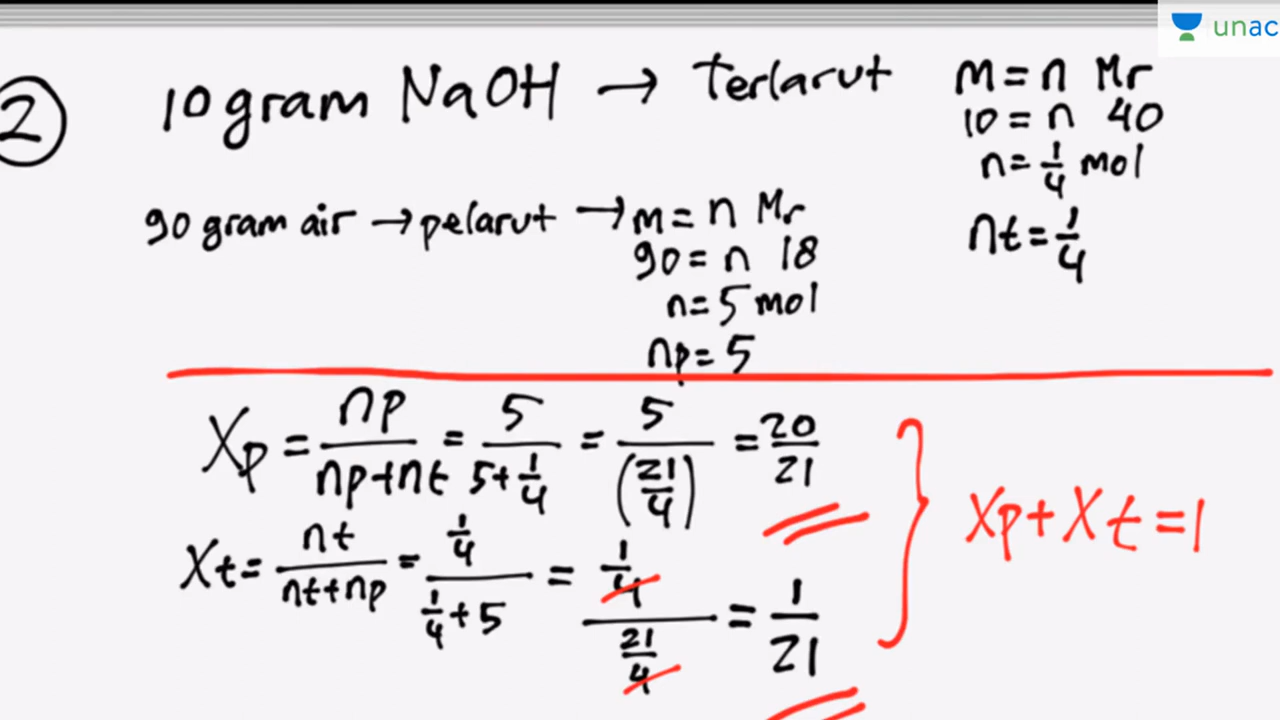 unac
2
10 gram NaOH → Terlarut
m = n Mr
10 = n 40
n = 1/4 mol
nt = 1/4
90 gram air → pelarut → m = n Mr
90 = n 18
n = 5 mol
np = 5
Xp = np/(np+nt) = 5/(5+1/4) = 5/(21/4) = 20/21
Xt = nt/(nt+np) = (1/4)/(1/4+5) = (1/4)/(21/4) = 1/21
Xp + Xt = 1